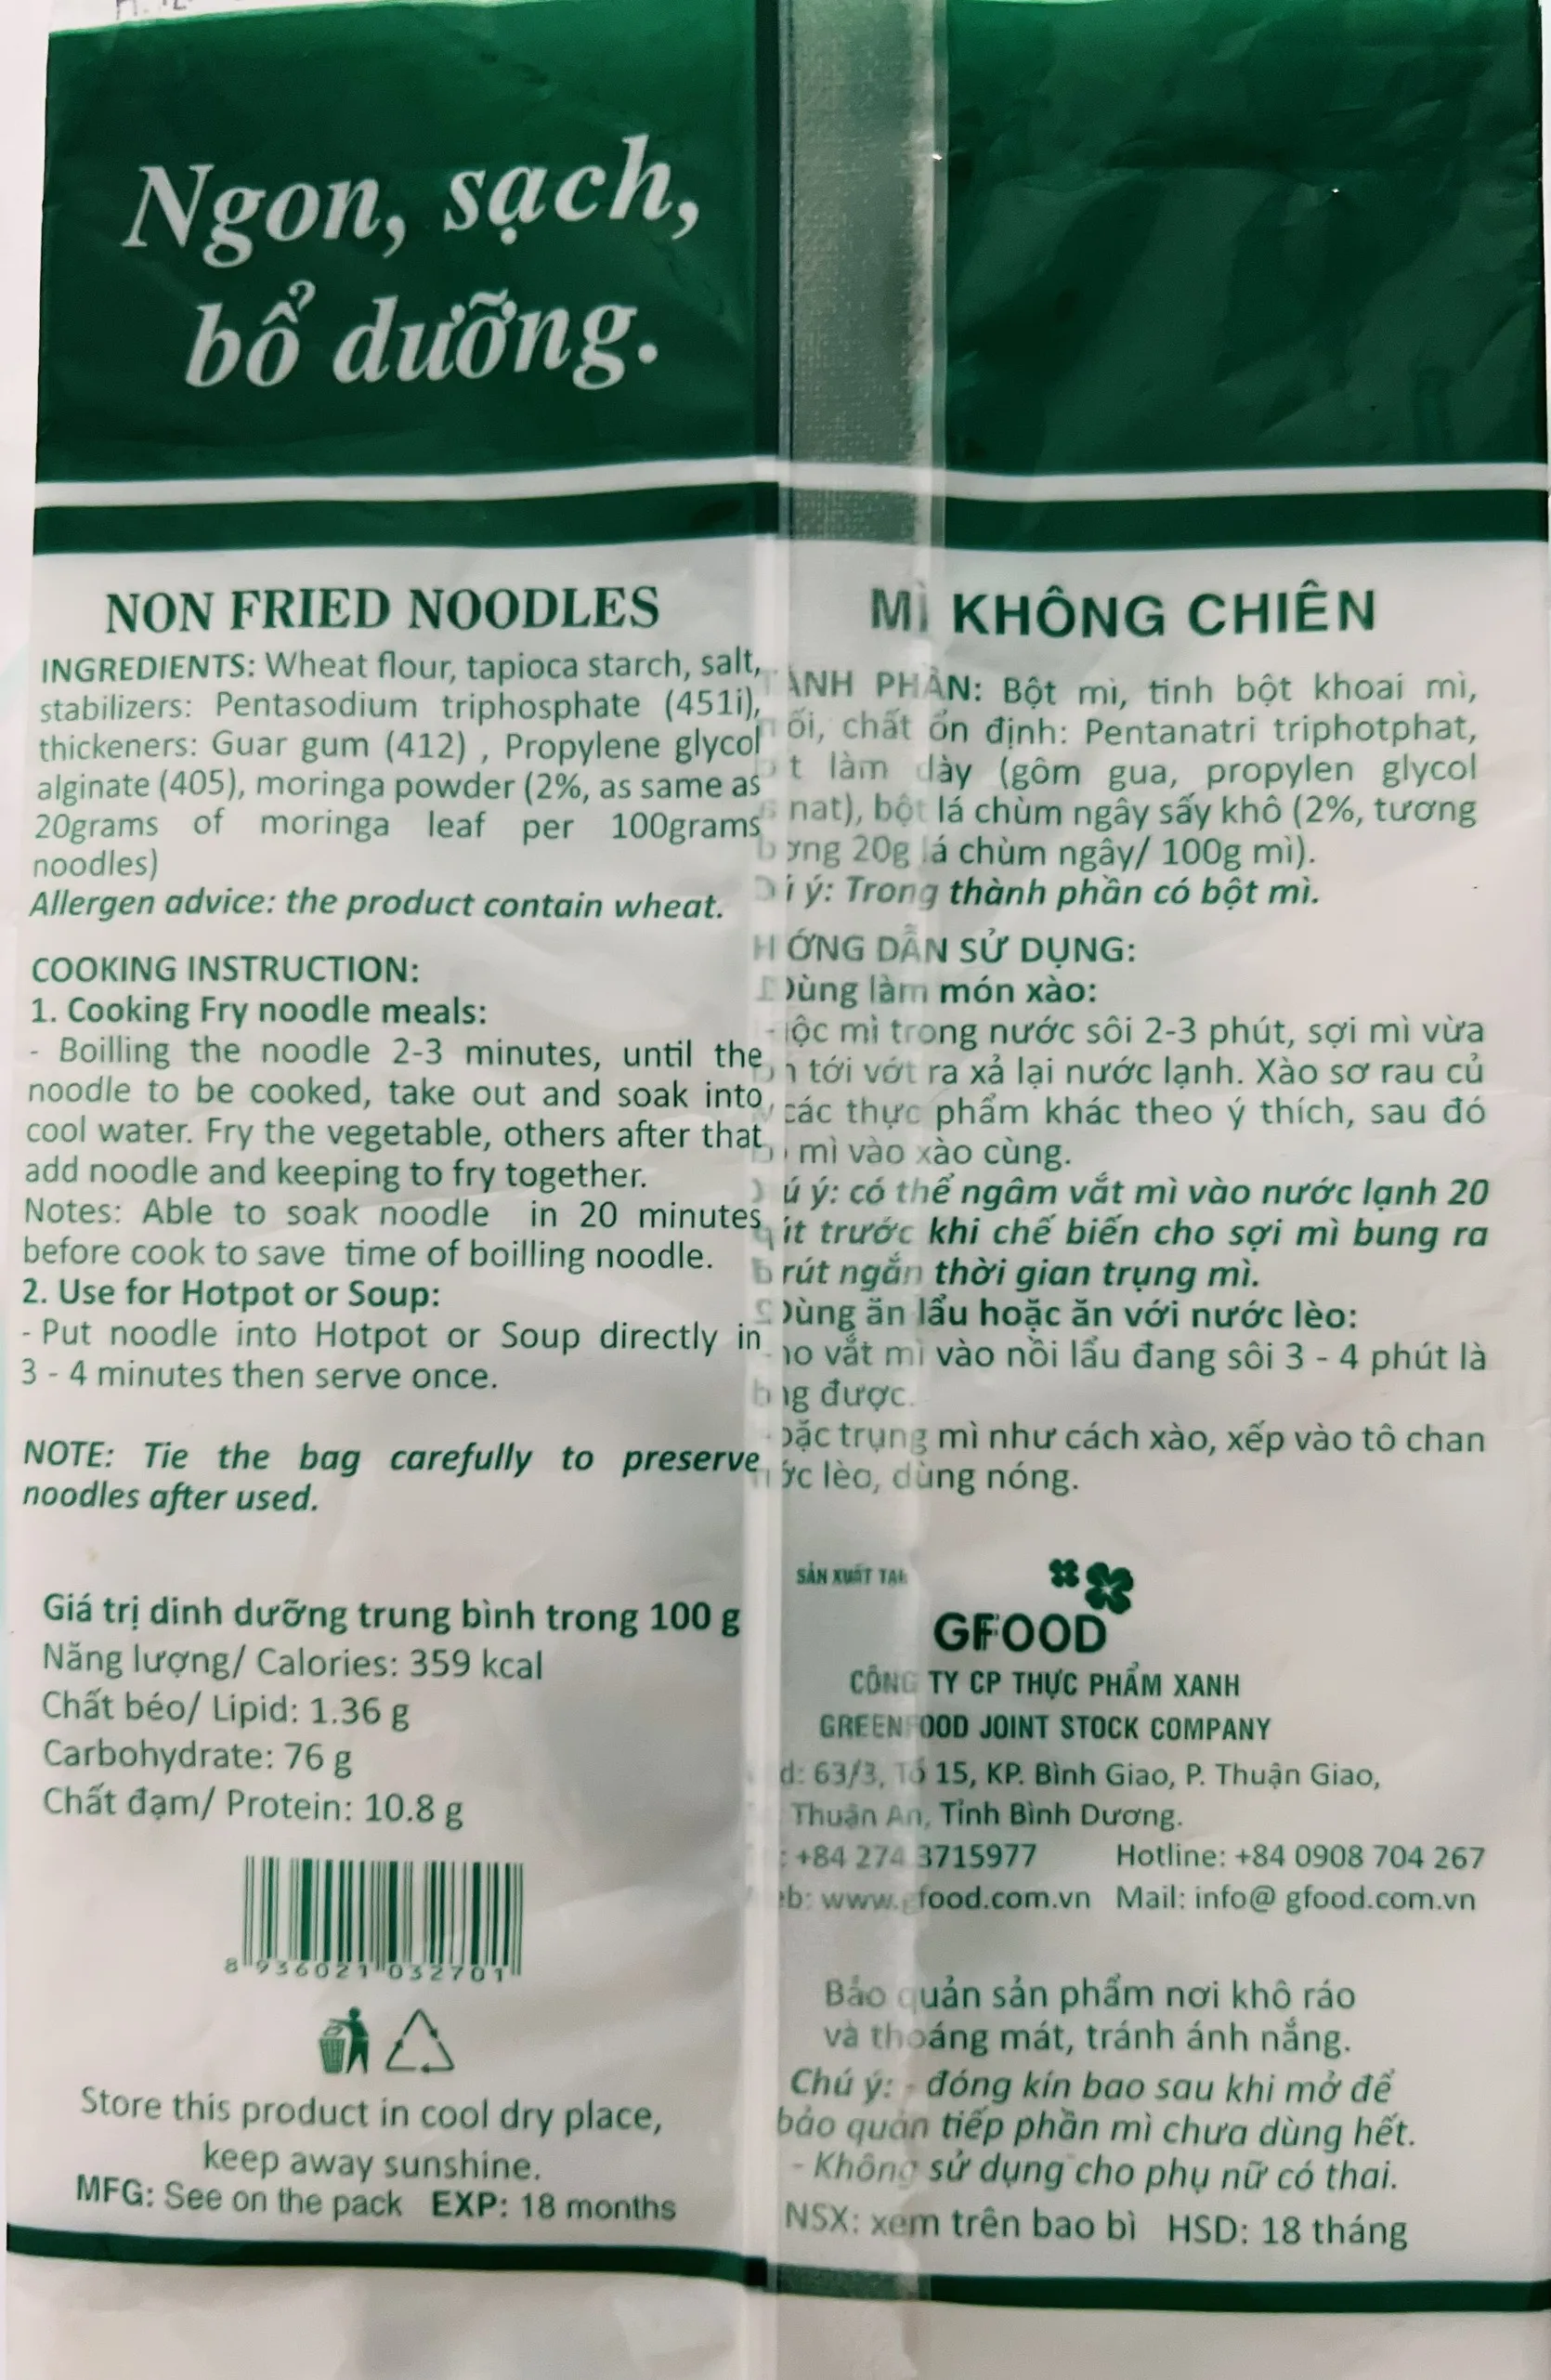 Ngon, sạch,
bổ dưỡng.
NON FRIED NOODLES
INGREDIENTS: Wheat flour, tapioca starch, salt,
stabilizers: Pentasodium triphosphate (451i),
thickeners: Guar gum (412) , Propylene glycol
alginate (405), moringa powder (2%, as same as
20grams of moringa leaf per 100grams
noodles)
Allergen advice: the product contain wheat.
COOKING INSTRUCTION:
1. Cooking Fry noodle meals:
- Boilling the noodle 2-3 minutes, until the
noodle to be cooked, take out and soak into
cool water. Fry the vegetable, others after that
add noodle and keeping to fry together.
Notes: Able to soak noodle in 20 minutes
before cook to save time of boilling noodle.
2. Use for Hotpot or Soup:
- Put noodle into Hotpot or Soup directly in
3 - 4 minutes then serve once.
NOTE: Tie the bag carefully to preserve
noodles after used.
Giá trị dinh dưỡng trung bình trong 100 g
Năng lượng/ Calories: 359 kcal
Chất béo/ Lipid: 1.36 g
Carbohydrate: 76 g
Chất đạm/ Protein: 10.8 g
8 936021 032701
Store this product in cool dry place,
keep away sunshine.
MFG: See on the pack EXP: 18 months
MÌ KHÔNG CHIÊN
PHẦN: Bột mì, tinh bột khoai mì,
chất ổn định: Pentanatri triphotphat,
làm dày (gôm gua, propylen glycol
bột lá chùm ngây sấy khô (2%, tương
20g lá chùm ngây/ 100g mì).
ý: Trong thành phần có bột mì.
HƯỚNG DẪN SỬ DỤNG:
Dùng làm món xào:
mì trong nước sôi 2-3 phút, sợi mì vừa
tới vớt ra xả lại nước lạnh. Xào sơ rau củ
các thực phẩm khác theo ý thích, sau đó
mì vào xào cùng.
ý: có thể ngâm vắt mì vào nước lạnh 20
trước khi chế biến cho sợi mì bung ra
rút ngắn thời gian trụng mì.
Dùng ăn lẩu hoặc ăn với nước lèo:
vắt mì vào nồi lẩu đang sôi 3 - 4 phút là
được.
trụng mì như cách xào, xếp vào tô chan
lèo, dùng nóng.
SẢN XUẤT TẠI:
GFOOD
CÔNG TY CP THỰC PHẨM XANH
GREENFOOD JOINT STOCK COMPANY
63/3, Tổ 15, KP. Bình Giao, P. Thuận Giao,
Thuận An, Tỉnh Bình Dương.
: +84 274 3715977 Hotline: +84 0908 704 267
www.gfood.com.vn Mail: info@ gfood.com.vn
Bảo quản sản phẩm nơi khô ráo
và thoáng mát, tránh ánh nắng.
Chú ý: - đóng kín bao sau khi mở để
bảo quản tiếp phần mì chưa dùng hết.
- Không sử dụng cho phụ nữ có thai.
NSX: xem trên bao bì HSD: 18 tháng